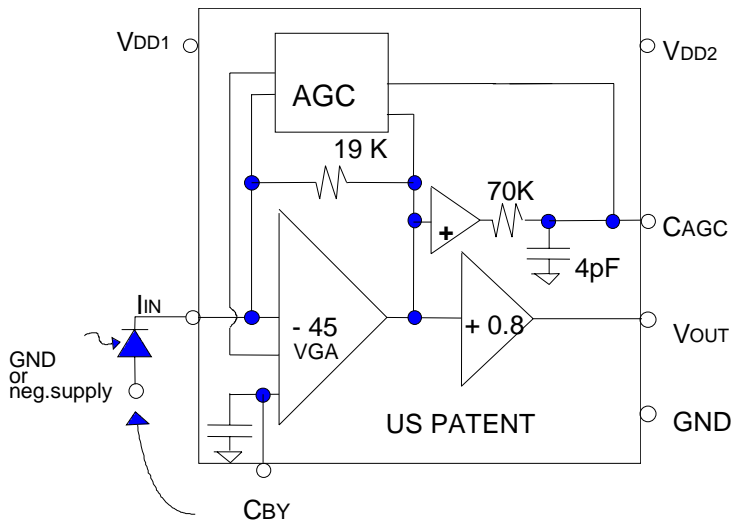 VDD1
VDD2
AGC
19 K
70K
+
CAGC
4pF
IIN
- 45
VGA
+ 0.8
VOUT
GND
or
neg.supply
US PATENT
GND
CBY